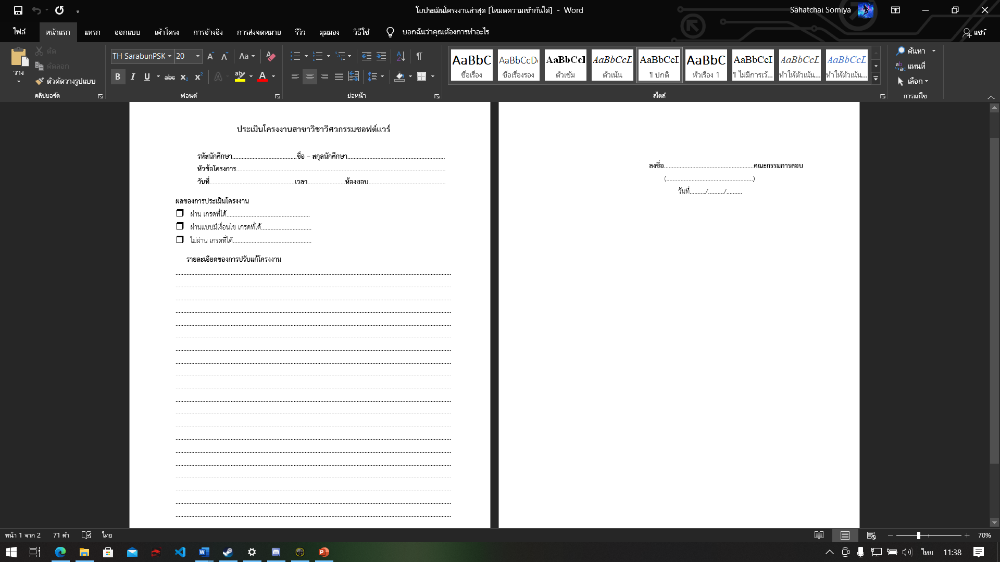 ใบประเมินโครงงานล่าสุด [โหมดความเข้ากันได้] - Word
Sahatchai Somiya
ไฟล์ หน้าแรก แทรก ออกแบบ เค้าโครง การอ้างอิง การส่งจดหมาย รีวิว มุมมอง วิธีใช้ บอกฉันว่าคุณต้องการทำอะไร แชร์
วาง
ตัด
คัดลอก
ตัวคัดวางรูปแบบ
คลิปบอร์ด
TH SarabunPSK 20
ฟอนต์
ย่อหน้า
AaBbC AaBbCcDc AaBbCcI AaBbCcL AaBbCcI AaBbC AaBbCcI AaBbCcL AaBbCcL
ชื่อเรื่อง ชื่อเรื่องรอง ตัวเข้ม ตัวเน้น ¶ ปกติ หัวเรื่อง 1 ¶ ไม่มีการเว้... ทำให้ตัวเน้น... ทำให้ตัวเน้น...
สไตล์
ค้นหา
แทนที่
เลือก
การแก้ไข
ประเมินโครงงานสาขาวิชาวิศวกรรมซอฟต์แวร์
รหัสนักศึกษา.........................................ชื่อ – สกุลนักศึกษา..............................................................
หัวข้อโครงการ.....................................................................................................................................
วันที่......................................................เวลา........................ห้องสอบ.................................................
ผลของการประเมินโครงงาน
ผ่าน เกรดที่ได้.....................................................
ผ่านแบบมีเงื่อนไข เกรดที่ได้................................
ไม่ผ่าน เกรดที่ได้..................................................
รายละเอียดของการปรับแก้โครงงาน
ลงชื่อ.........................................................คณะกรรมการสอบ
(.......................................................)
วันที่........../........../..........
หน้า 1 จาก 2 71 คำ ไทย 70%
ไทย 11:38